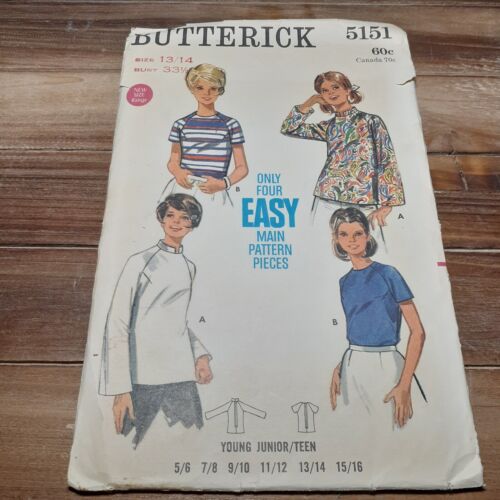 BUTTERICK 5151
60c
Canada 70c
SIZE 13/14
BUST 33½
NEW
SIZE
Range
B
A
ONLY
FOUR
EASY
MAIN
PATTERN
PIECES
A
B
YOUNG JUNIOR/TEEN
5/6 7/8 9/10 11/12 13/14 15/16